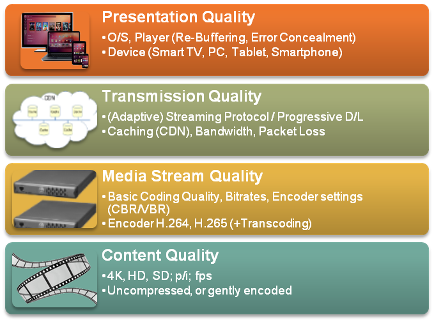 Presentation Quality
• O/S, Player (Re-Buffering, Error Concealment)
• Device (Smart TV, PC, Tablet, Smartphone)
Transmission Quality
CDN
• (Adaptive) Streaming Protocol / Progressive D/L
• Caching (CDN), Bandwidth, Packet Loss
Media Stream Quality
• Basic Coding Quality, Bitrates, Encoder settings
(CBR/VBR)
• Encoder H.264, H.265 (+Transcoding)
Content Quality
• 4K, HD, SD; p/i; fps
• Uncompressed, or gently encoded